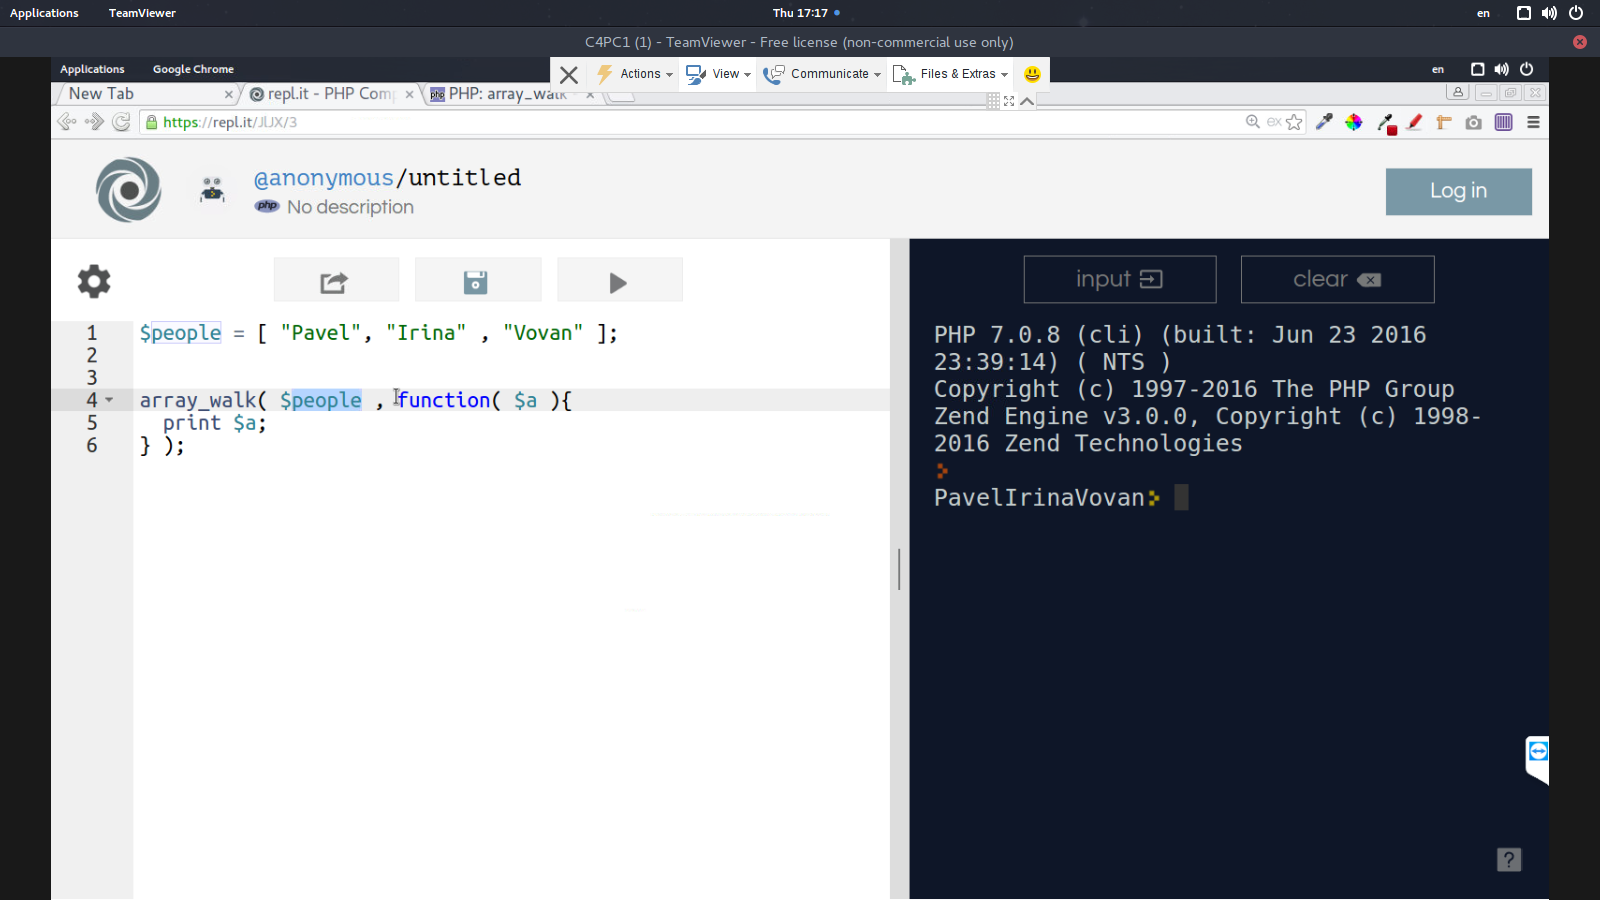 Applications TeamViewer Thu 17:17 en
C4PC1 (1) - TeamViewer - Free license (non-commercial use only)
Applications Google Chrome en
Actions View Communicate Files & Extras
New Tab repl.it - PHP Comp PHP: array_walk
https://repl.it/JlJX/3
@anonymous/untitled
php No description
Log in
input clear
1 $people = [ "Pavel", "Irina" , "Vovan" ];
2
3
4 array_walk( $people , function( $a ){
5 print $a;
6 } );
PHP 7.0.8 (cli) (built: Jun 23 2016
23:39:14) ( NTS )
Copyright (c) 1997-2016 The PHP Group
Zend Engine v3.0.0, Copyright (c) 1998-
2016 Zend Technologies
>
PavelIrinaVovan>
?